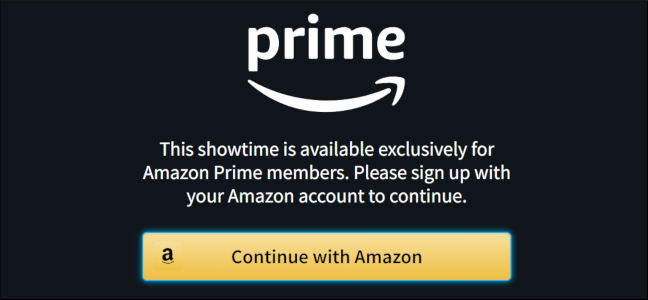 prime
This showtime is available exclusively for
Amazon Prime members. Please sign up with
your Amazon account to continue.
a
Continue with Amazon